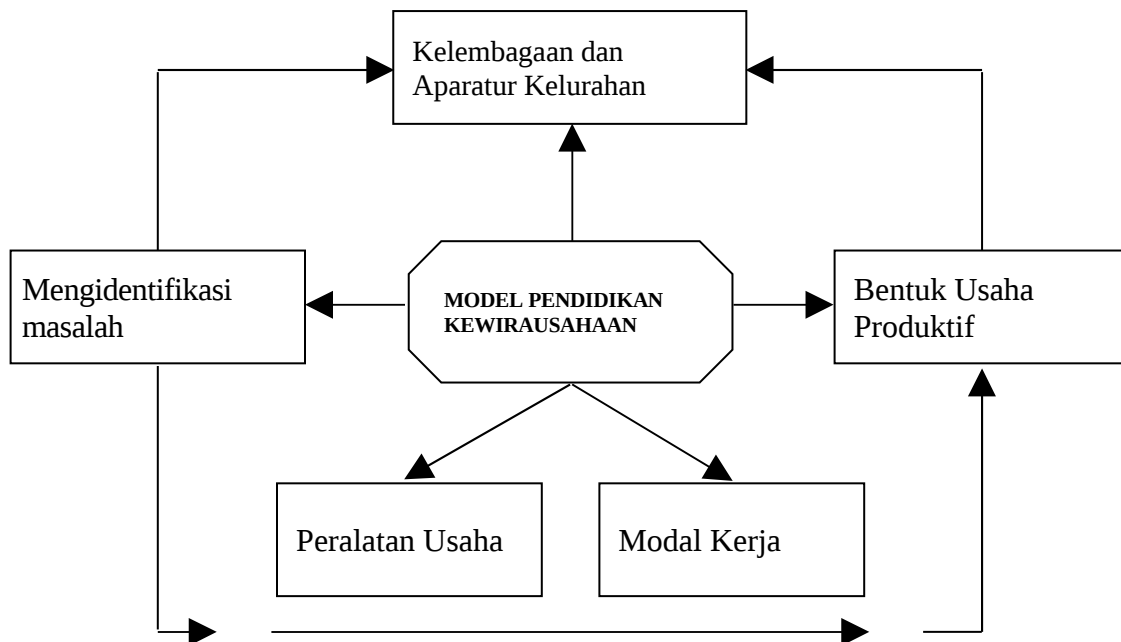 Kelembagaan dan
Aparatur Kelurahan
Mengidentifikasi
masalah
MODEL PENDIDIKAN
KEWIRAUSAHAAN
Bentuk Usaha
Produktif
Peralatan Usaha
Modal Kerja